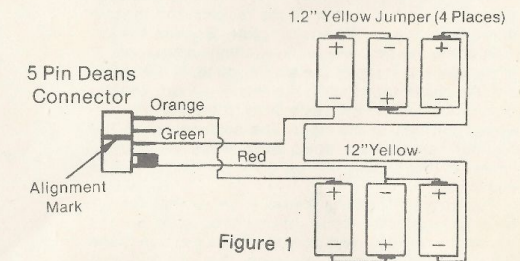 1.2" Yellow Jumper (4 Places)
+ − +
− + −
5 Pin Deans
Connector
Orange
Green
Red
12"Yellow
Alignment
Mark
+ − +
− + −
Figure 1